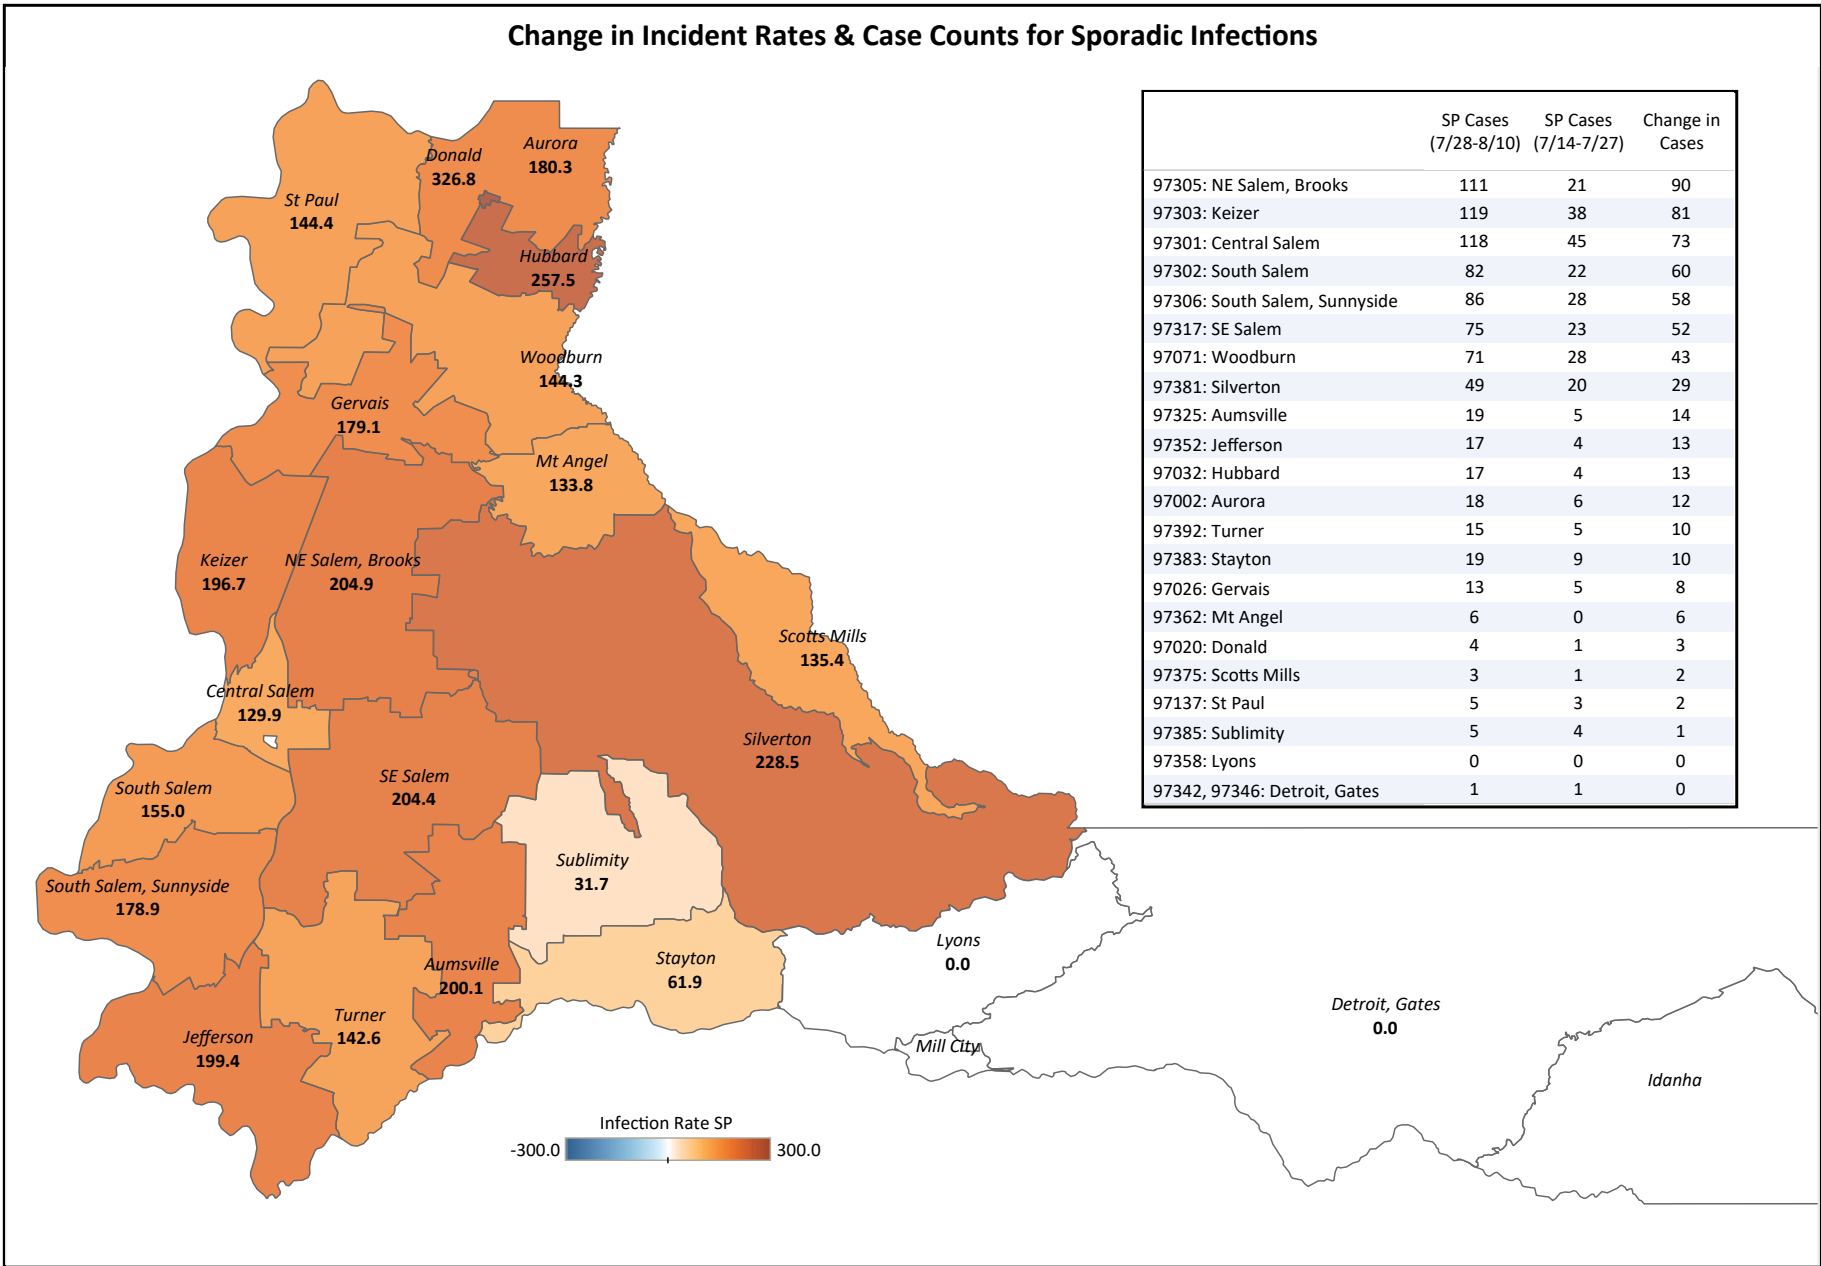 Change in Incident Rates & Case Counts for Sporadic Infections
SP Cases SP Cases Change in
(7/28-8/10) (7/14-7/27) Cases
97305: NE Salem, Brooks 111 21 90
97303: Keizer 119 38 81
97301: Central Salem 118 45 73
97302: South Salem 82 22 60
97306: South Salem, Sunnyside 86 28 58
97317: SE Salem 75 23 52
97071: Woodburn 71 28 43
97381: Silverton 49 20 29
97325: Aumsville 19 5 14
97352: Jefferson 17 4 13
97032: Hubbard 17 4 13
97002: Aurora 18 6 12
97392: Turner 15 5 10
97383: Stayton 19 9 10
97026: Gervais 13 5 8
97362: Mt Angel 6 0 6
97020: Donald 4 1 3
97375: Scotts Mills 3 1 2
97137: St Paul 5 3 2
97385: Sublimity 5 4 1
97358: Lyons 0 0 0
97342, 97346: Detroit, Gates 1 1 0
Aurora
180.3
Donald
326.8
St Paul
144.4
Hubbard
257.5
Woodburn
144.3
Gervais
179.1
Mt Angel
133.8
Keizer
196.7
NE Salem, Brooks
204.9
Scotts Mills
135.4
Central Salem
129.9
Silverton
228.5
SE Salem
204.4
South Salem
155.0
Sublimity
31.7
South Salem, Sunnyside
178.9
Lyons
0.0
Stayton
61.9
Aumsville
200.1
Detroit, Gates
0.0
Turner
142.6
Jefferson
199.4
Mill City
Idanha
Infection Rate SP
-300.0 300.0